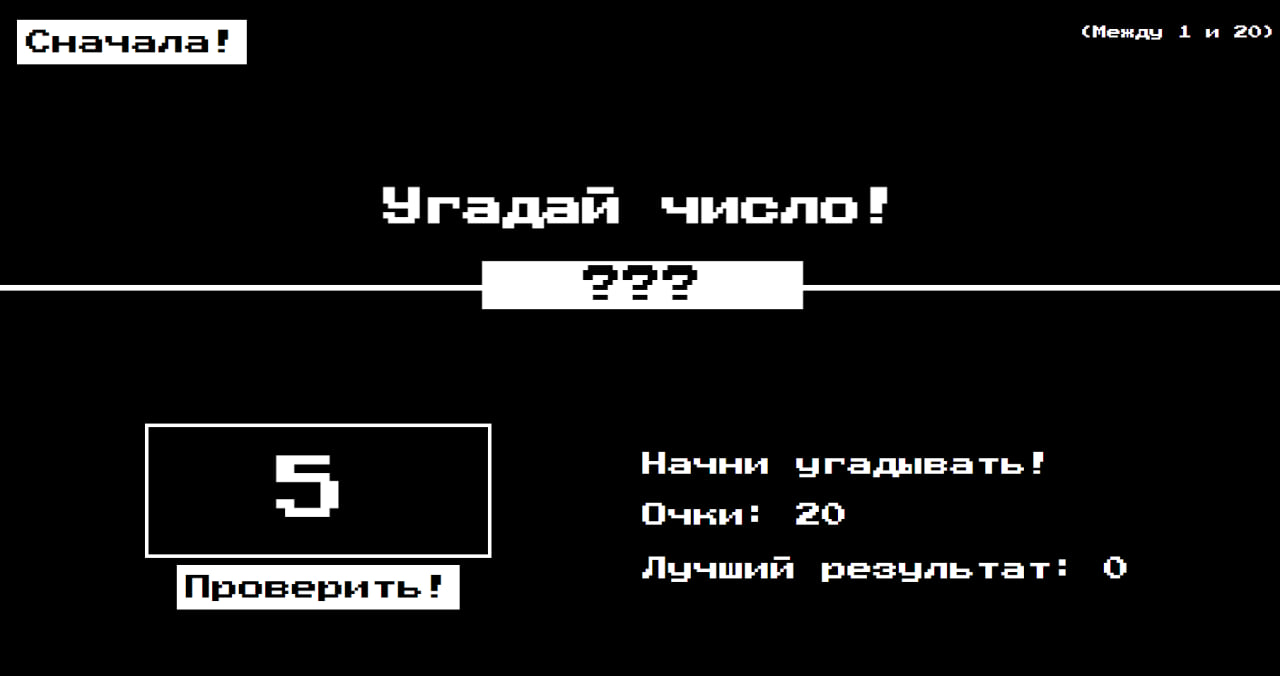 Сначала!
(Между 1 и 20)
Угадай число!
???
5
Проверить!
Начни угадывать!
Очки: 20
Лучший результат: 0